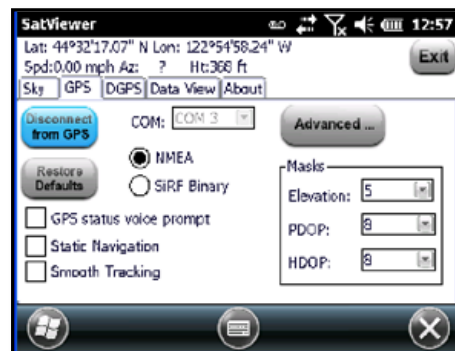 SatViewer 12:57
Lat: 44°32'17.07" N Lon: 122°54'58.24" W
Spd:0.00 mph Az: ? Ht:368 ft
Exit
Sky GPS DGPS Data View About
Disconnect from GPS
COM: COM 3
Advanced ...
NMEA
SiRF Binary
Restore Defaults
GPS status voice prompt
Static Navigation
Smooth Tracking
Masks
Elevation: 5
PDOP: 8
HDOP: 8